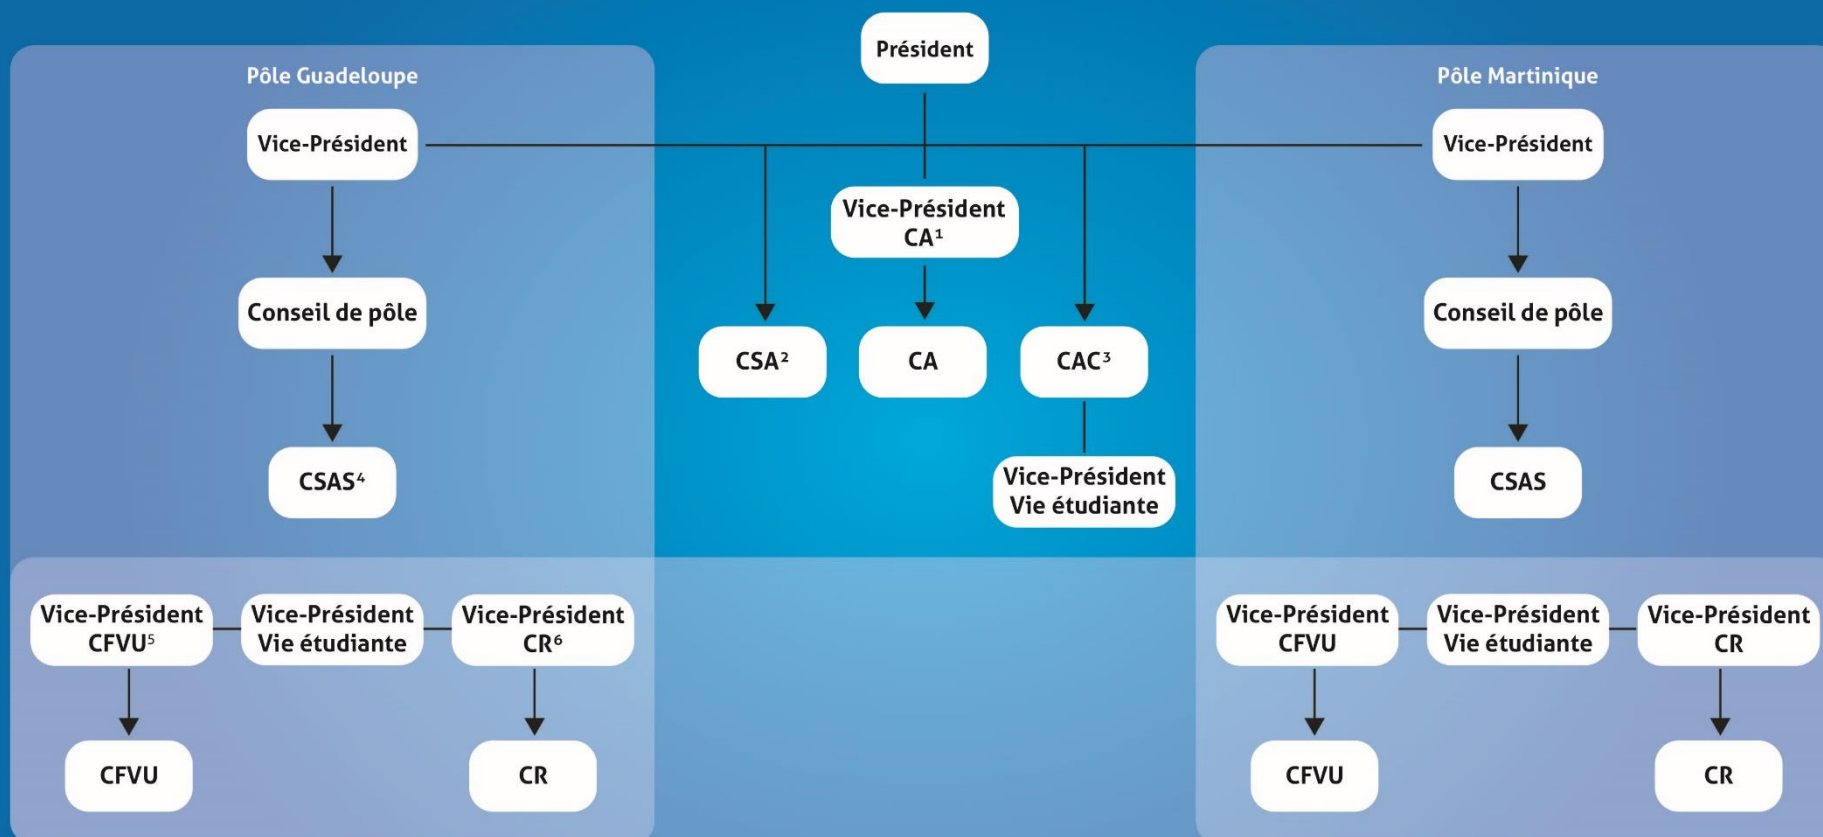 Président
Pôle Guadeloupe
Pôle Martinique
Vice-Président
Vice-Président
Vice-Président
CA¹
Conseil de pôle
Conseil de pôle
CSA²
CA
CAC³
CSAS⁴
Vice-Président
Vie étudiante
CSAS
Vice-Président
CFVU⁵
Vice-Président
Vie étudiante
Vice-Président
CR⁶
Vice-Président
CFVU
Vice-Président
Vie étudiante
Vice-Président
CR
CFVU
CR
CFVU
CR